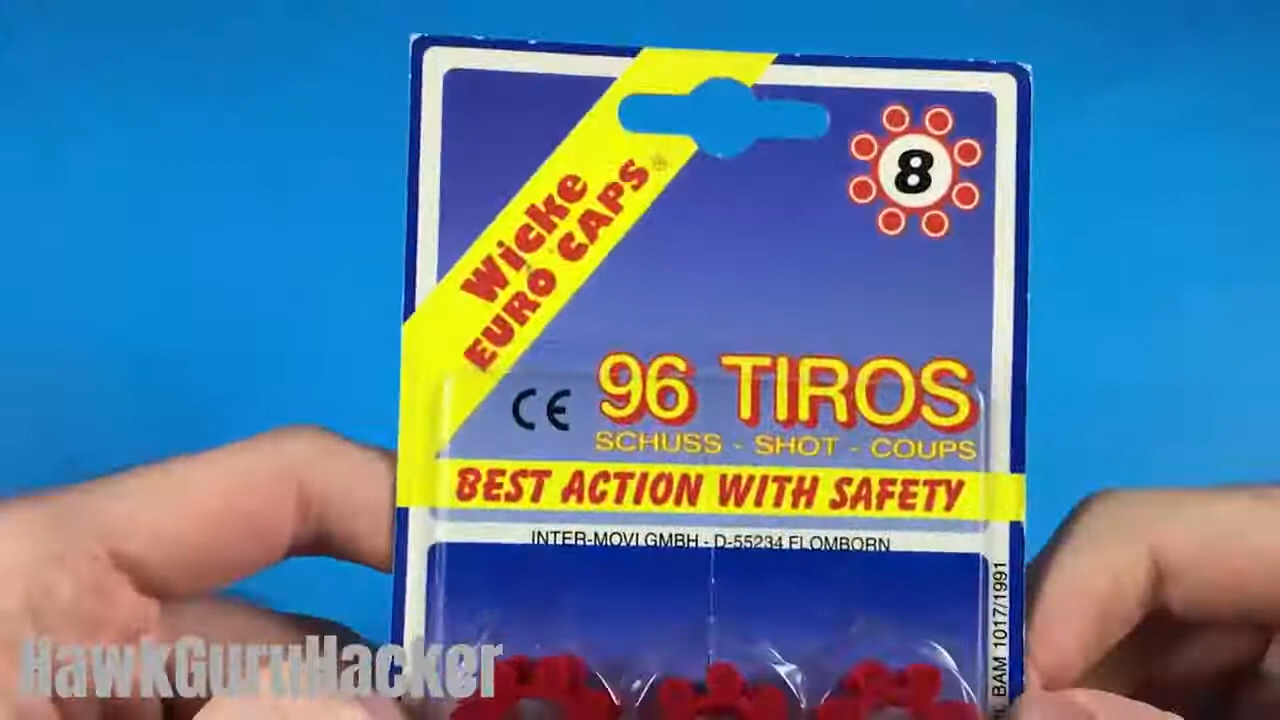 8
Wicke
EURO CAPS®
CE
96 TIROS
SCHUSS - SHOT - COUPS
BEST ACTION WITH SAFETY
INTER-MOVI GMBH - D-55234 FLOMBORN
BAM 1017/1991
HawkGuruHacker